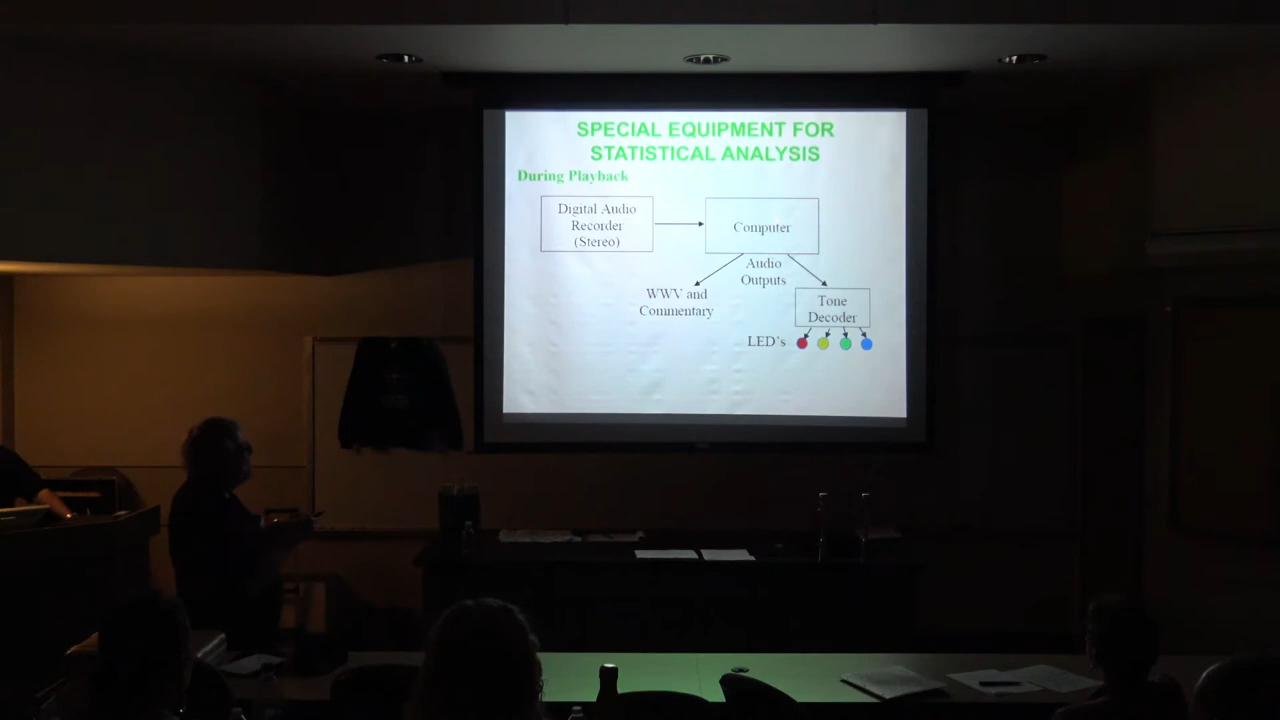 SPECIAL EQUIPMENT FOR
STATISTICAL ANALYSIS
During Playback
Digital Audio
Recorder
(Stereo)
Computer
Audio
Outputs
WWV and
Commentary
Tone
Decoder
LED's